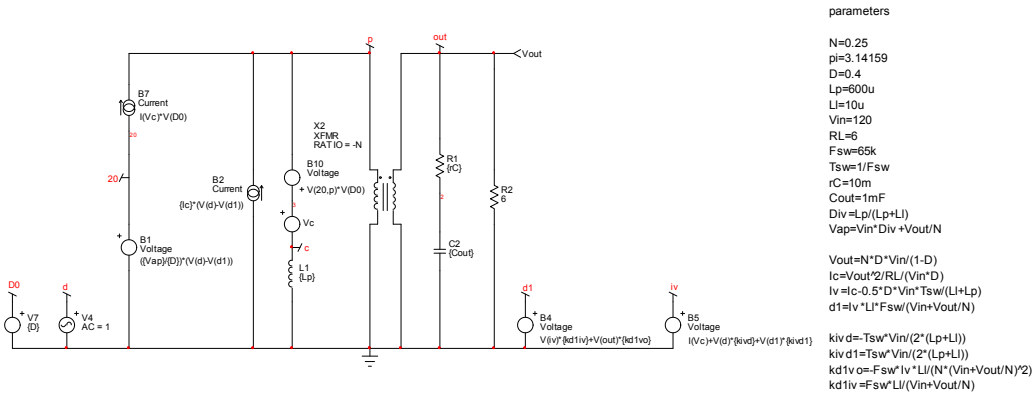 parameters
N=0.25
pi=3.14159
D=0.4
Lp=600u
Ll=10u
Vin=120
RL=6
Fsw=65k
Tsw=1/Fsw
rC=10m
Cout=1mF
Div=Lp/(Lp+Ll)
Vap=Vin*Div+Vout/N
Vout=N*D*Vin/(1-D)
Ic=Vout^2/RL/(Vin*D)
Iv=Ic-0.5*D*Vin*Tsw/(Ll+Lp)
d1=Iv*Ll*Fsw/(Vin+Vout/N)
kivd=-Tsw*Vin/(2*(Lp+Ll))
kivd1=Tsw*Vin/(2*(Lp+Ll))
kd1vo=-Fsw*Iv*Ll/(N*(Vin+Vout/N)^2)
kd1iv=Fsw*Ll/(Vin+Vout/N)
p
out
Vout
B7
Current
I(Vc)*V(D0)
20
20
X2
XFMR
RATIO = -N
R1
{rC}
2
R2
6
B10
Voltage
+ V(20,p)*V(D0)
B2
Current
{Ic}*(V(d)-V(d1))
3
+
Vc
c
L1
{Lp}
+
B1
Voltage
({Vap}/{D})*(V(d)-V(d1))
C2
{Cout}
D0
+
V7
{D}
d
+
V4
AC = 1
d1
+
B4
Voltage
V(iv)*{kd1iv}+V(out)*{kd1vo}
iv
+
B5
Voltage
I(Vc)+V(d)*{kivd}+V(d1)*{kivd1}